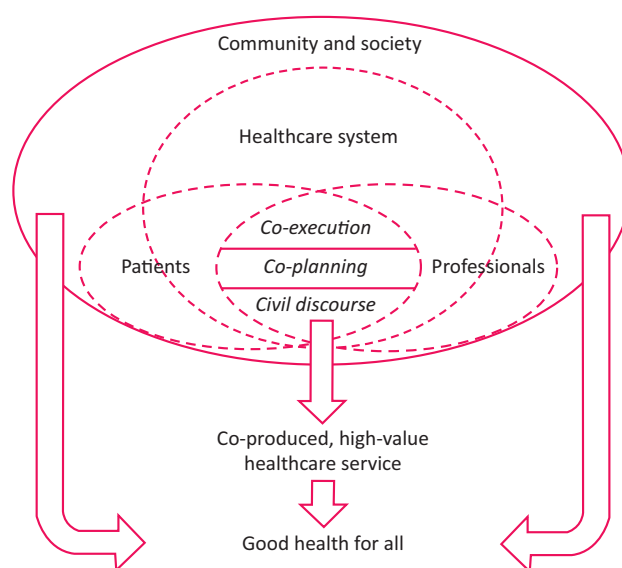 Community and society
Healthcare system
Co-execution
Patients
Co-planning
Professionals
Civil discourse
Co-produced, high-value
healthcare service
Good health for all